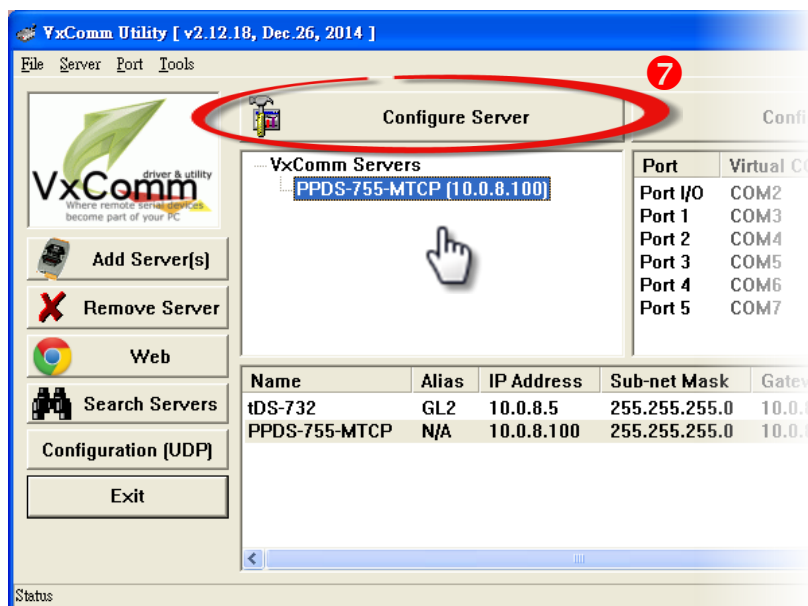 VxComm Utility [ v2.12.18, Dec.26, 2014 ]
File Server Port Tools
7
Configure Server
VxComm
driver & utility
Where remote serial devices
become part of your PC
Add Server(s)
Remove Server
Web
Search Servers
Configuration (UDP)
Exit
VxComm Servers
PPDS-755-MTCP (10.0.8.100)
Port Virtual
Port I/O COM2
Port 1 COM3
Port 2 COM4
Port 3 COM5
Port 4 COM6
Port 5 COM7
Name Alias IP Address Sub-net Mask
tDS-732 GL2 10.0.8.5 255.255.255.0
PPDS-755-MTCP N/A 10.0.8.100 255.255.255.0
Status